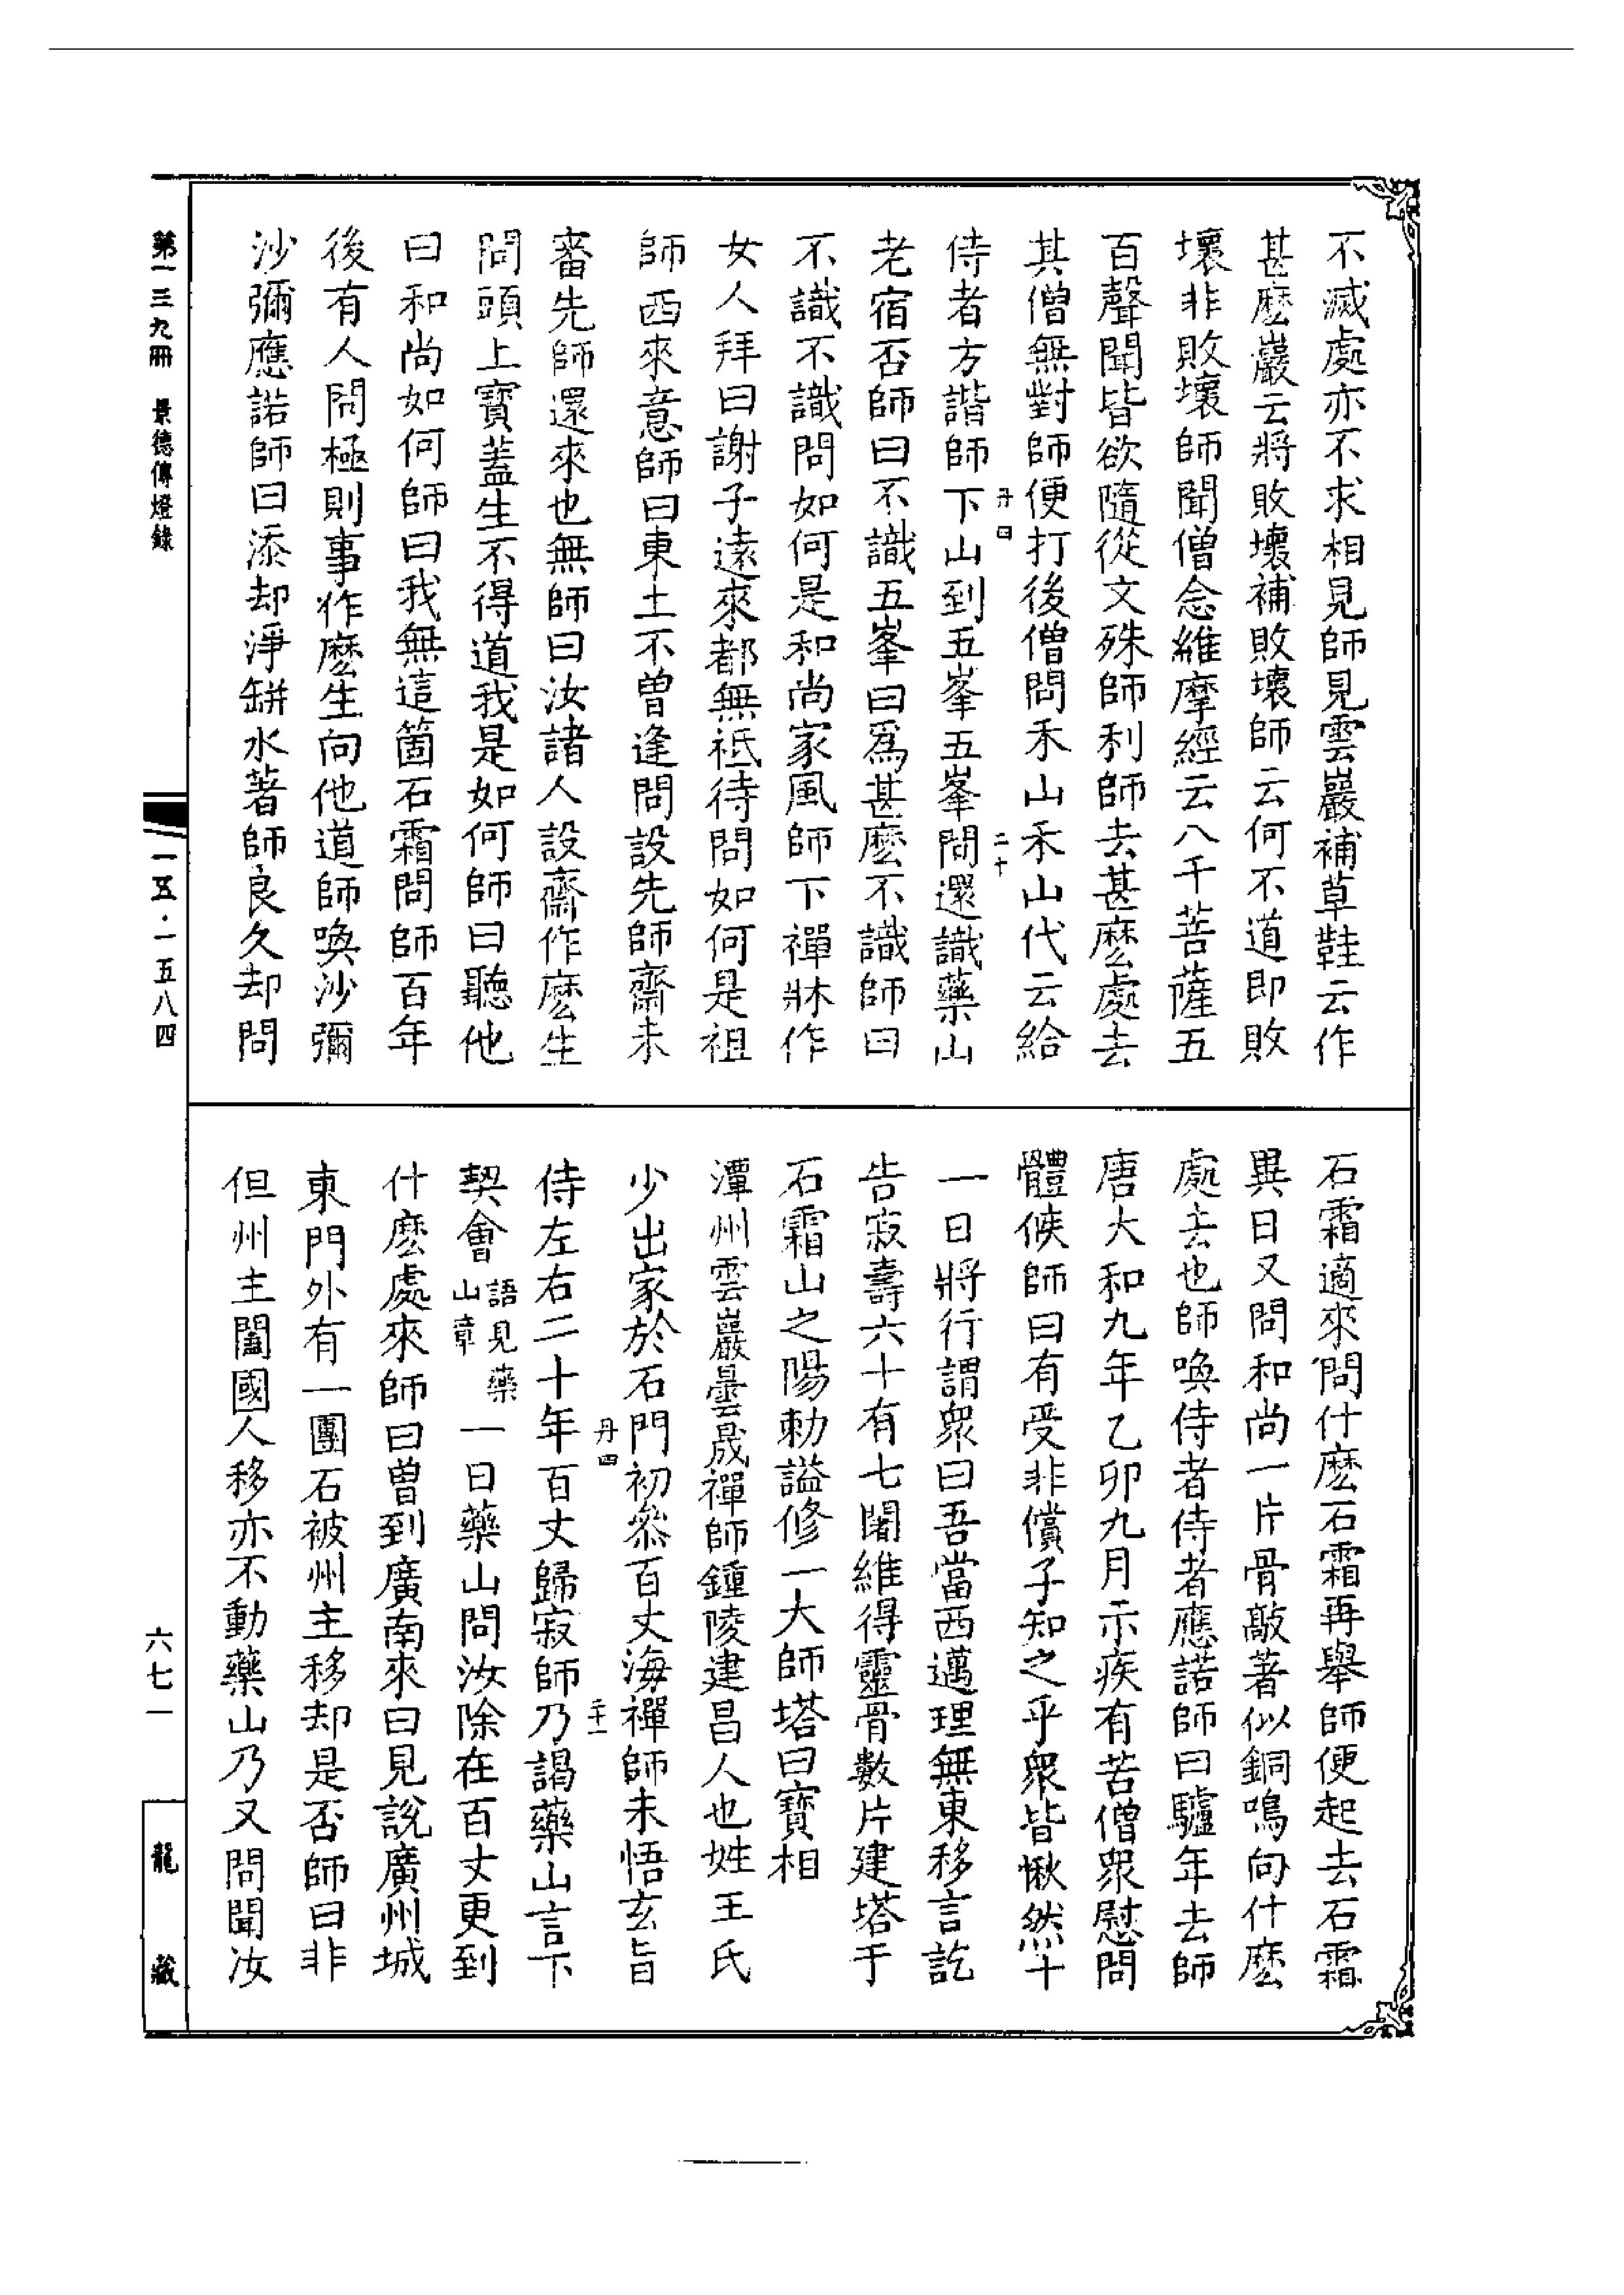 不滅處亦不求相見師見雲巖補草鞋云作
甚麽巖云將敗壞補敗壞師云何不道即敗
壞非敗壞師聞僧念維摩經云八千菩薩五
百聲聞皆欲隨從文殊師利師去甚麽處去
其僧無對師便打後僧問禾山禾山代云給
侍者方諧師下山到五峯五峯問還識藥山
丹四
二十
老宿否師曰不識五峯曰爲甚麽不識師曰
不識不識問如何是和尚家風師下禪牀作
女人拜曰謝子遠來都無祗待問如何是祖
師西來意師曰東土不曾逢問設先師齋未
審先師還來也無師曰汝諸人設齋作麽生
問頭上寶蓋生不得道我是如何師曰聽他
曰和尚如何師曰我無這箇石霜問師百年
後有人問極則事作麽生向他道師喚沙彌
沙彌應諾師曰添却淨缾水著師良久却問
石霜適來問什麽石霜再舉師便起去石霜
異日又問和尚一片骨敲著似銅鳴向什麽
處去也師喚侍者侍者應諾師曰驢年去師
唐大和九年乙卯九月示疾有苦僧眾慰問
體候師曰有受非償子知之乎眾皆愀然十
一日將行謂眾曰吾當西邁理無東移言訖
告寂壽六十有七闍維得靈骨數片建塔于
石霜山之陽勅謚修一大師塔曰寶相
潭州雲巖曇晟禪師鍾陵建昌人也姓王氏
少出家於石門初叅百丈海禪師未悟玄旨
丹四
二十一
侍左右二十年百丈歸寂師乃謁藥山言下
契會語見藥山章一日藥山問汝除在百丈更到
什麽處來師曰曾到廣南來曰見說廣州城
東門外有一團石被州主移却是否師曰非
但州主闔國人移亦不動藥山乃又問聞汝
第一三九冊 景德傳燈錄
一五·一五八四
六七一
龍藏